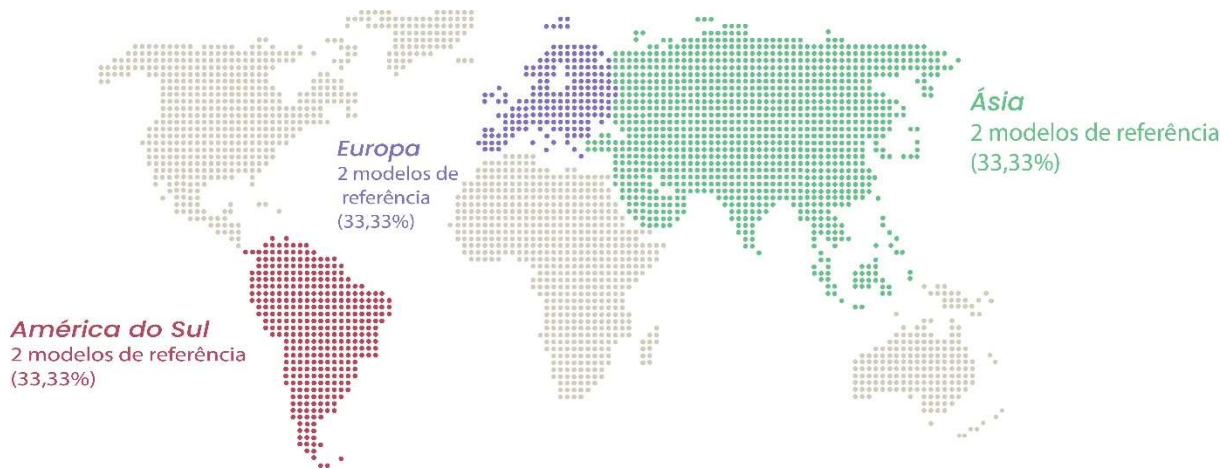 Europa
2 modelos de
referência
(33,33%)
Ásia
2 modelos de referência
(33,33%)
América do Sul
2 modelos de referência
(33,33%)